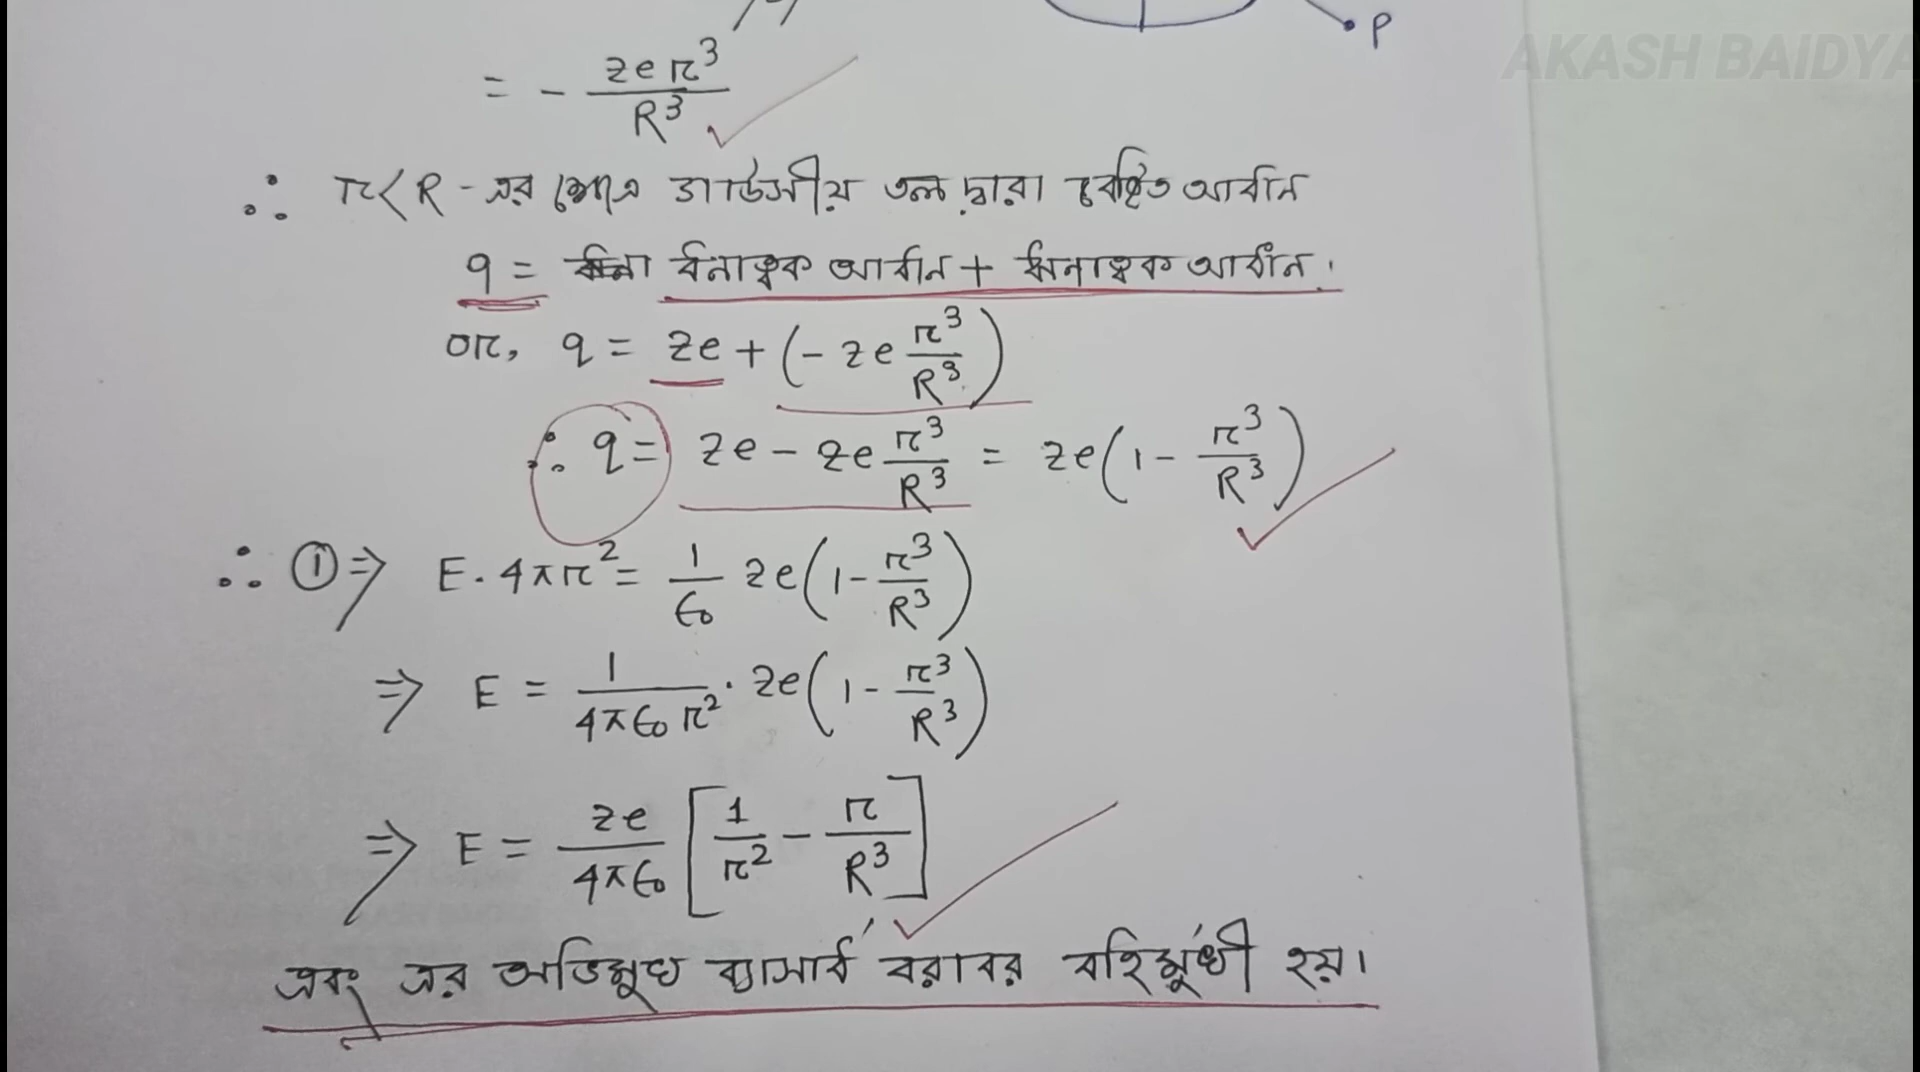 P
AKASH BAIDYA
= - zer³/R³
∴ r<R -এর ক্ষেত্রে গাউসীয় তল দ্বারা বেষ্টিত আধান
q = ধনাত্মক আধান + ঋনাত্মক আধান।
or, q = ze + (- ze r³/R³)
∴ q = ze - ze r³/R³ = ze(1 - r³/R³)
∴ ① ⇒ E. 4πr² = 1/ϵ₀ ze(1 - r³/R³)
⇒ E = 1/4πϵ₀r² . ze(1 - r³/R³)
⇒ E = ze/4πϵ₀ [1/r² - r/R³]
এবং এর অভিমুখ ব্যাসার্ধ বরাবর বহির্মুখী হয়।